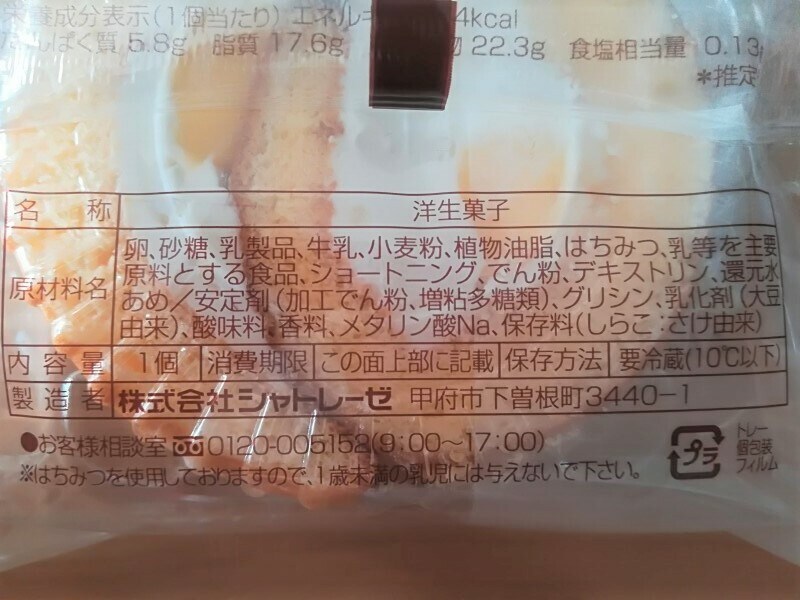 養成分表示(1個当たり) エネルギ 4kcal
たんぱく質 5.8g 脂質 17.6g 物 22.3g 食塩相当量 0.13
*推定
名称 洋生菓子
原材料名 卵、砂糖、乳製品、牛乳、小麦粉、植物油脂、はちみつ、乳等を主要
原料とする食品、ショートニング、でん粉、デキストリン、還元水
あめ/安定剤(加工でん粉、増粘多糖類)、グリシン、乳化剤(大豆
由来)、酸味料、香料、メタリン酸Na、保存料(しらこ:さけ由来)
内容量 1個 消費期限 この面上部に記載 保存方法 要冷蔵(10℃以下)
製造者 株式会社シャトレーゼ 甲府市下曽根町3440-1
●お客様相談室 0120-005152(9:00〜17:00)
※はちみつを使用しておりますので、1歳未満の乳児には与えないで下さい。
プラ
トレー
個包装
フィルム